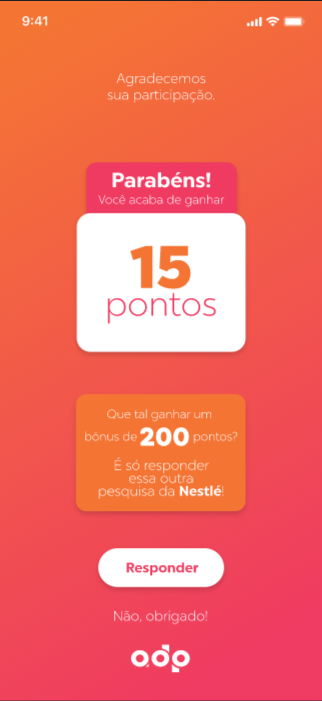 9:41
Agradecemos
sua participação.
Parabéns!
Você acaba de ganhar
15
pontos
Que tal ganhar um
bônus de 200 pontos?
É só responder
essa outra
pesquisa da Nestlé!
Responder
Não, obrigado!
adp